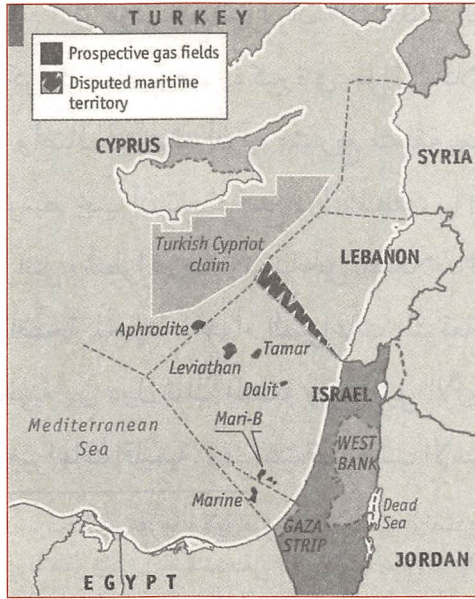 TURKEY
Prospective gas fields
Disputed maritime
territory
CYPRUS
SYRIA
Turkish Cypriot
claim
LEBANON
Aphrodite
Tamar
Leviathan
Dalit
ISRAEL
Mari-B
Mediterranean
Sea
WEST
BANK
Marine
Dead
Sea
GAZA
STRIP
JORDAN
EGYPT